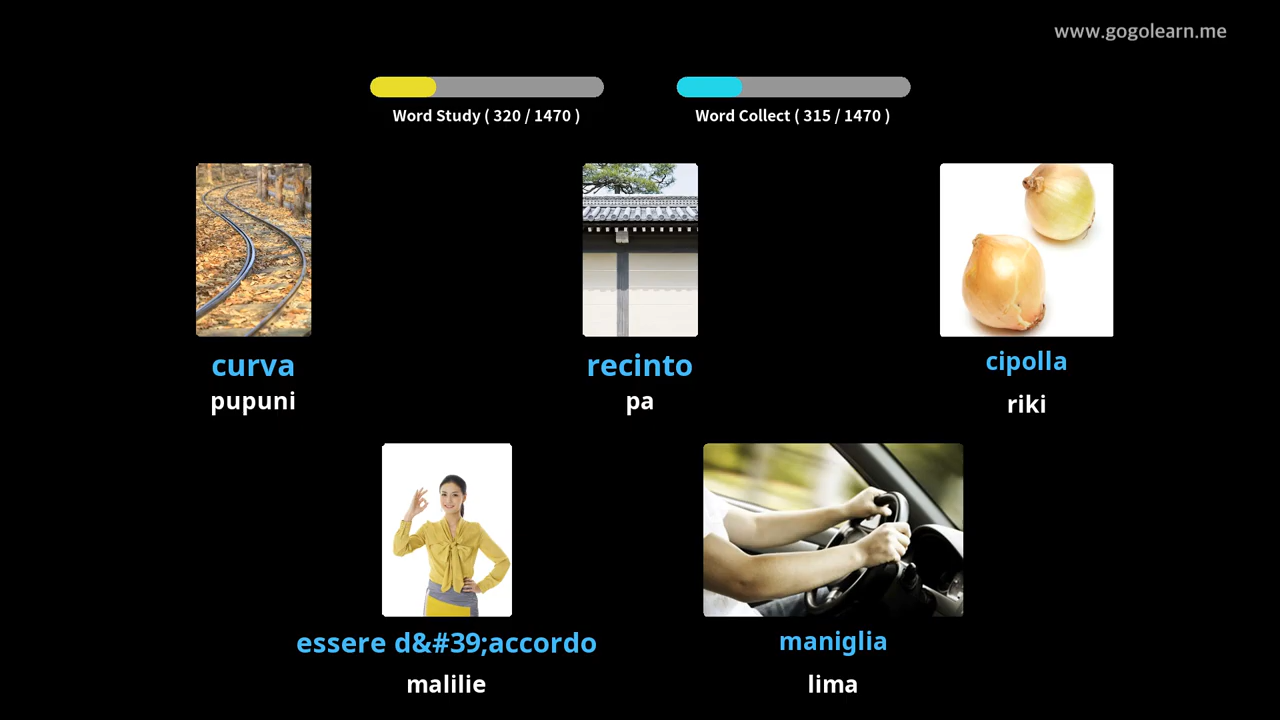 www.gogolearn.me
Word Study ( 320 / 1470 )
Word Collect ( 315 / 1470 )
curva
pupuni
recinto
pa
cipolla
riki
essere d&#39;accordo
malilie
maniglia
lima